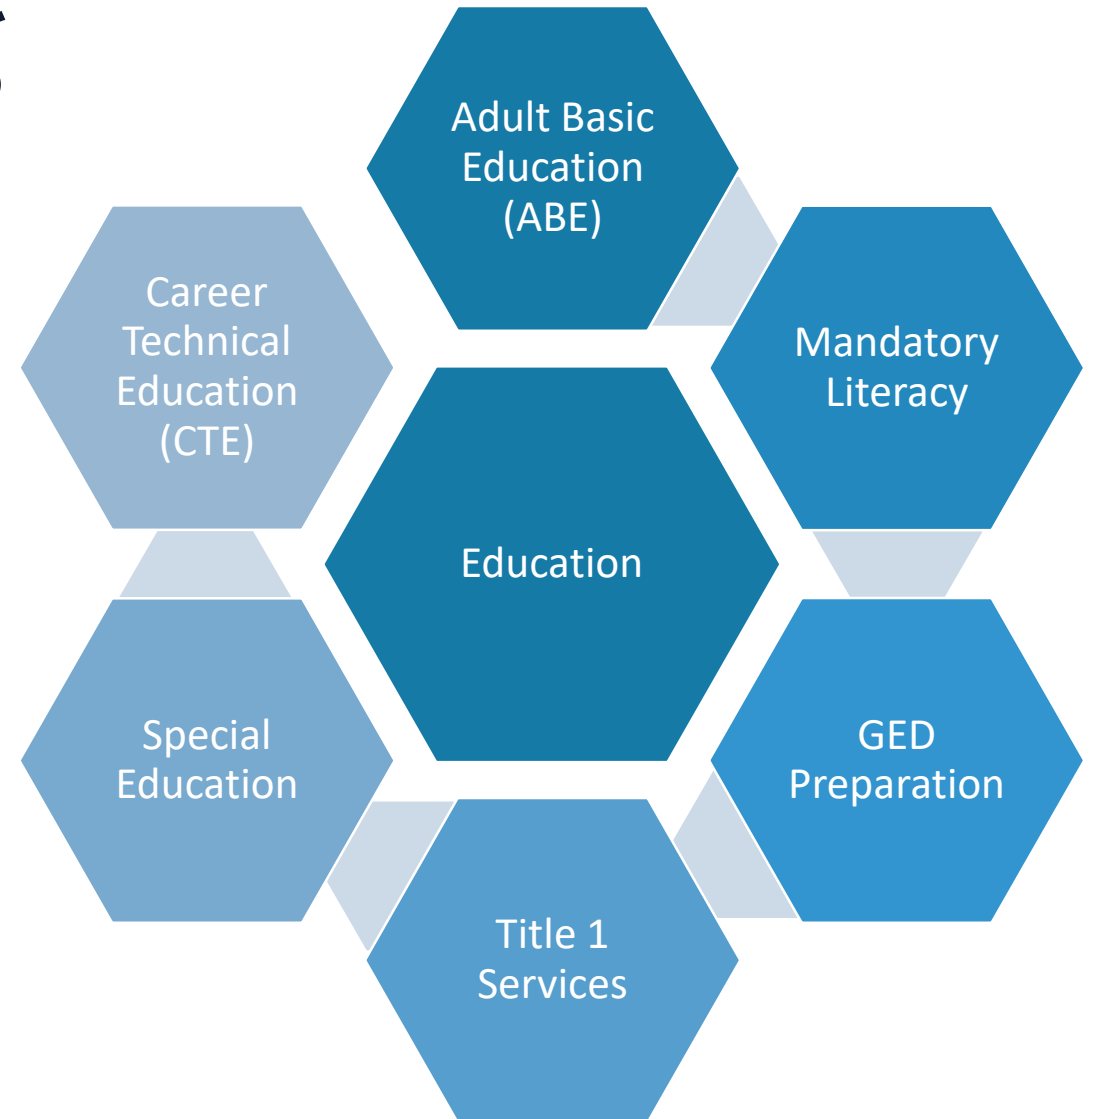 Adult Basic
Education
(ABE)
Career
Technical
Education
(CTE)
Mandatory
Literacy
Education
Special
Education
GED
Preparation
Title 1
Services